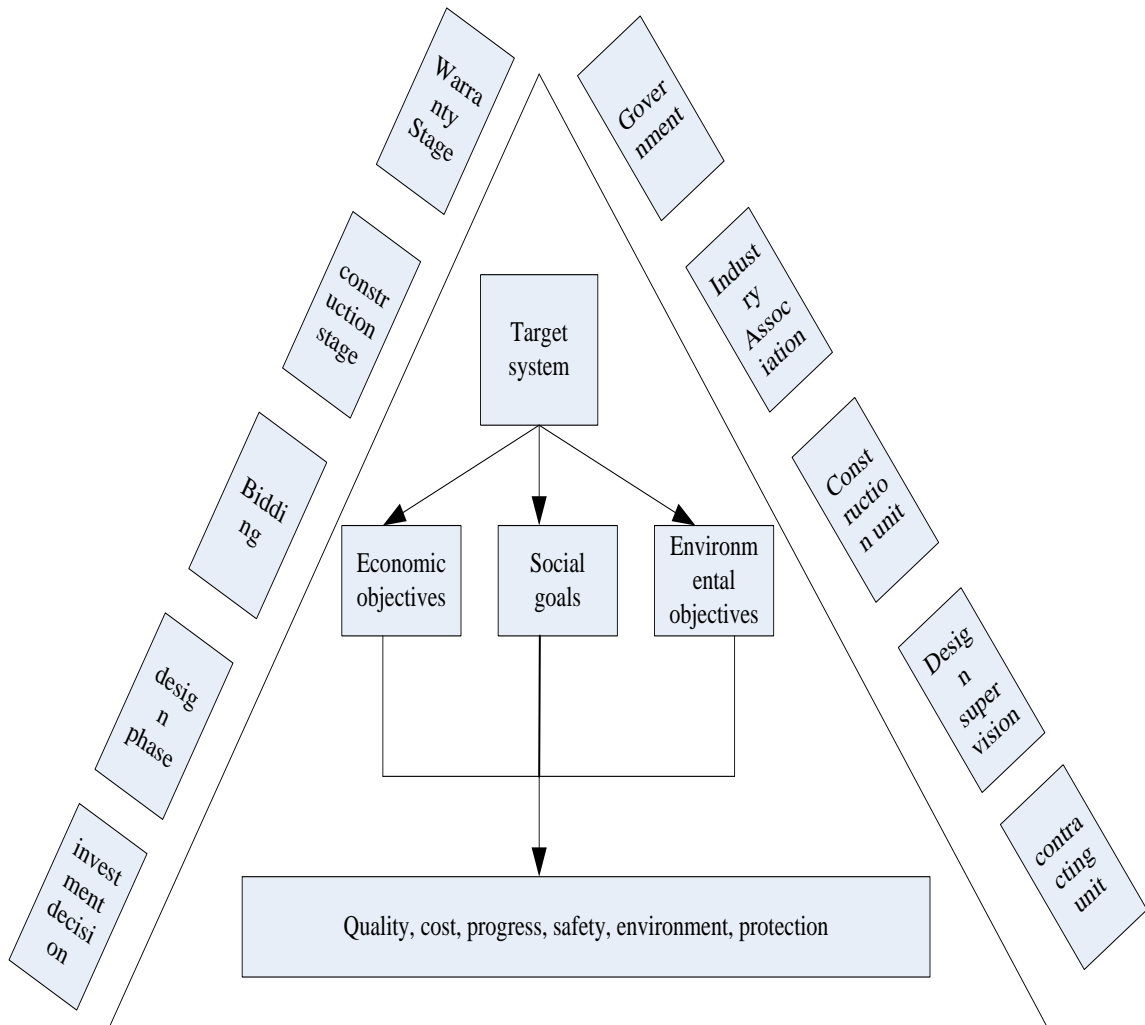 Warra
nty
Stage
Gover
nment
constr
uction
stage
Indust
ry
Assoc
iation
Target
system
Biddi
ng
Const
ructio
n unit
Economic
objectives
Social
goals
Environm
ental
objectives
desig
n
phase
Desig
n
super
vision
invest
ment
decisi
on
contra
cting
unit
Quality, cost, progress, safety, environment, protection